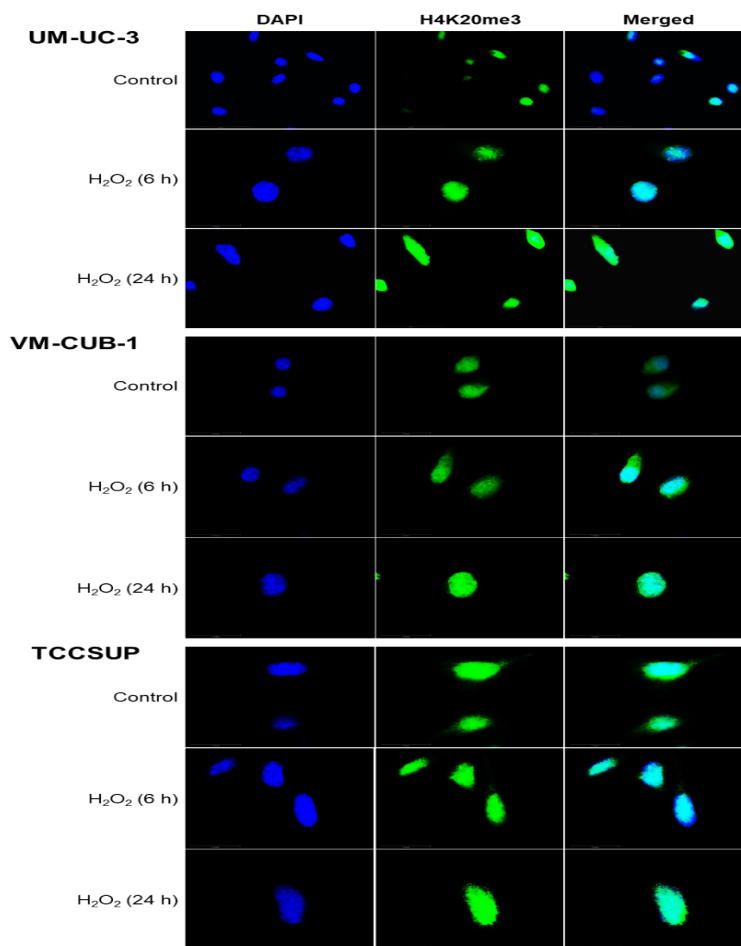 DAPI H4K20me3 Merged
UM-UC-3
Control
H₂O₂ (6 h)
H₂O₂ (24 h)
VM-CUB-1
Control
H₂O₂ (6 h)
H₂O₂ (24 h)
TCCSUP
Control
H₂O₂ (6 h)
H₂O₂ (24 h)